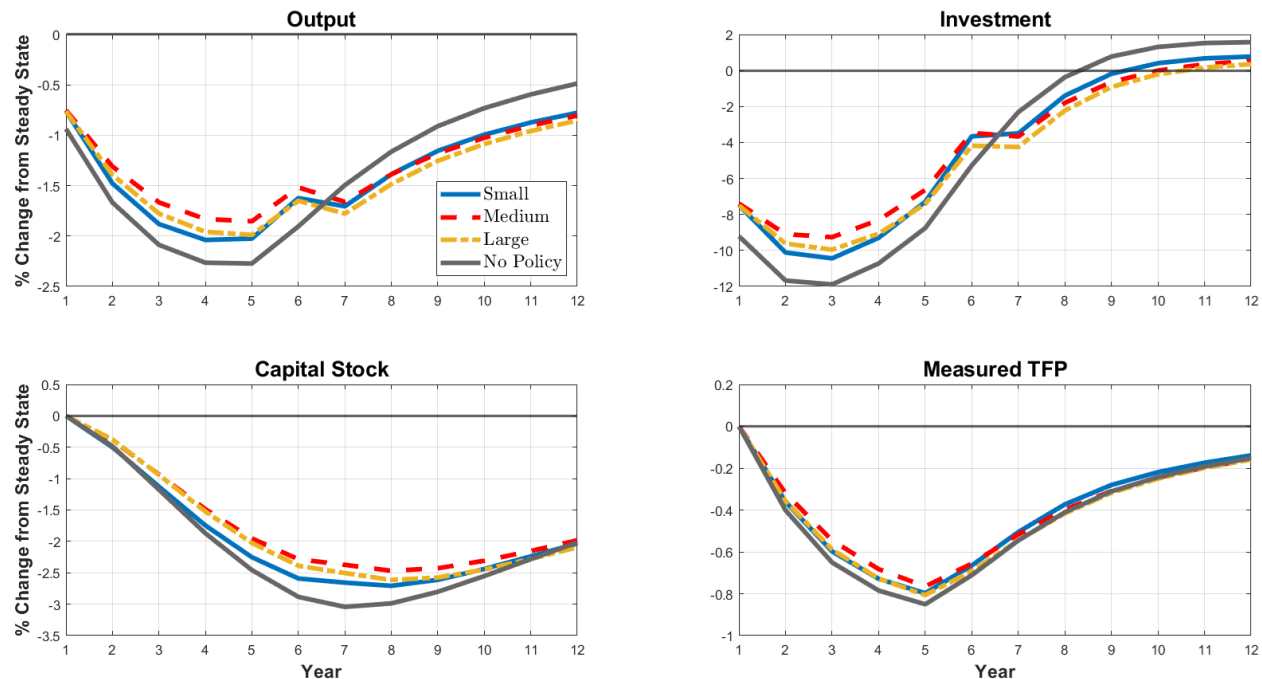 Output
% Change from Steady State
0
-0.5
-1
-1.5
-2
-2.5
1 2 3 4 5 6 7 8 9 10 11 12
Small
Medium
Large
No Policy
Investment
2
0
-2
-4
-6
-8
-10
-12
1 2 3 4 5 6 7 8 9 10 11 12
Capital Stock
% Change from Steady State
0.5
0
-0.5
-1
-1.5
-2
-2.5
-3
-3.5
1 2 3 4 5 6 7 8 9 10 11 12
Year
Measured TFP
0.2
0
-0.2
-0.4
-0.6
-0.8
-1
1 2 3 4 5 6 7 8 9 10 11 12
Year